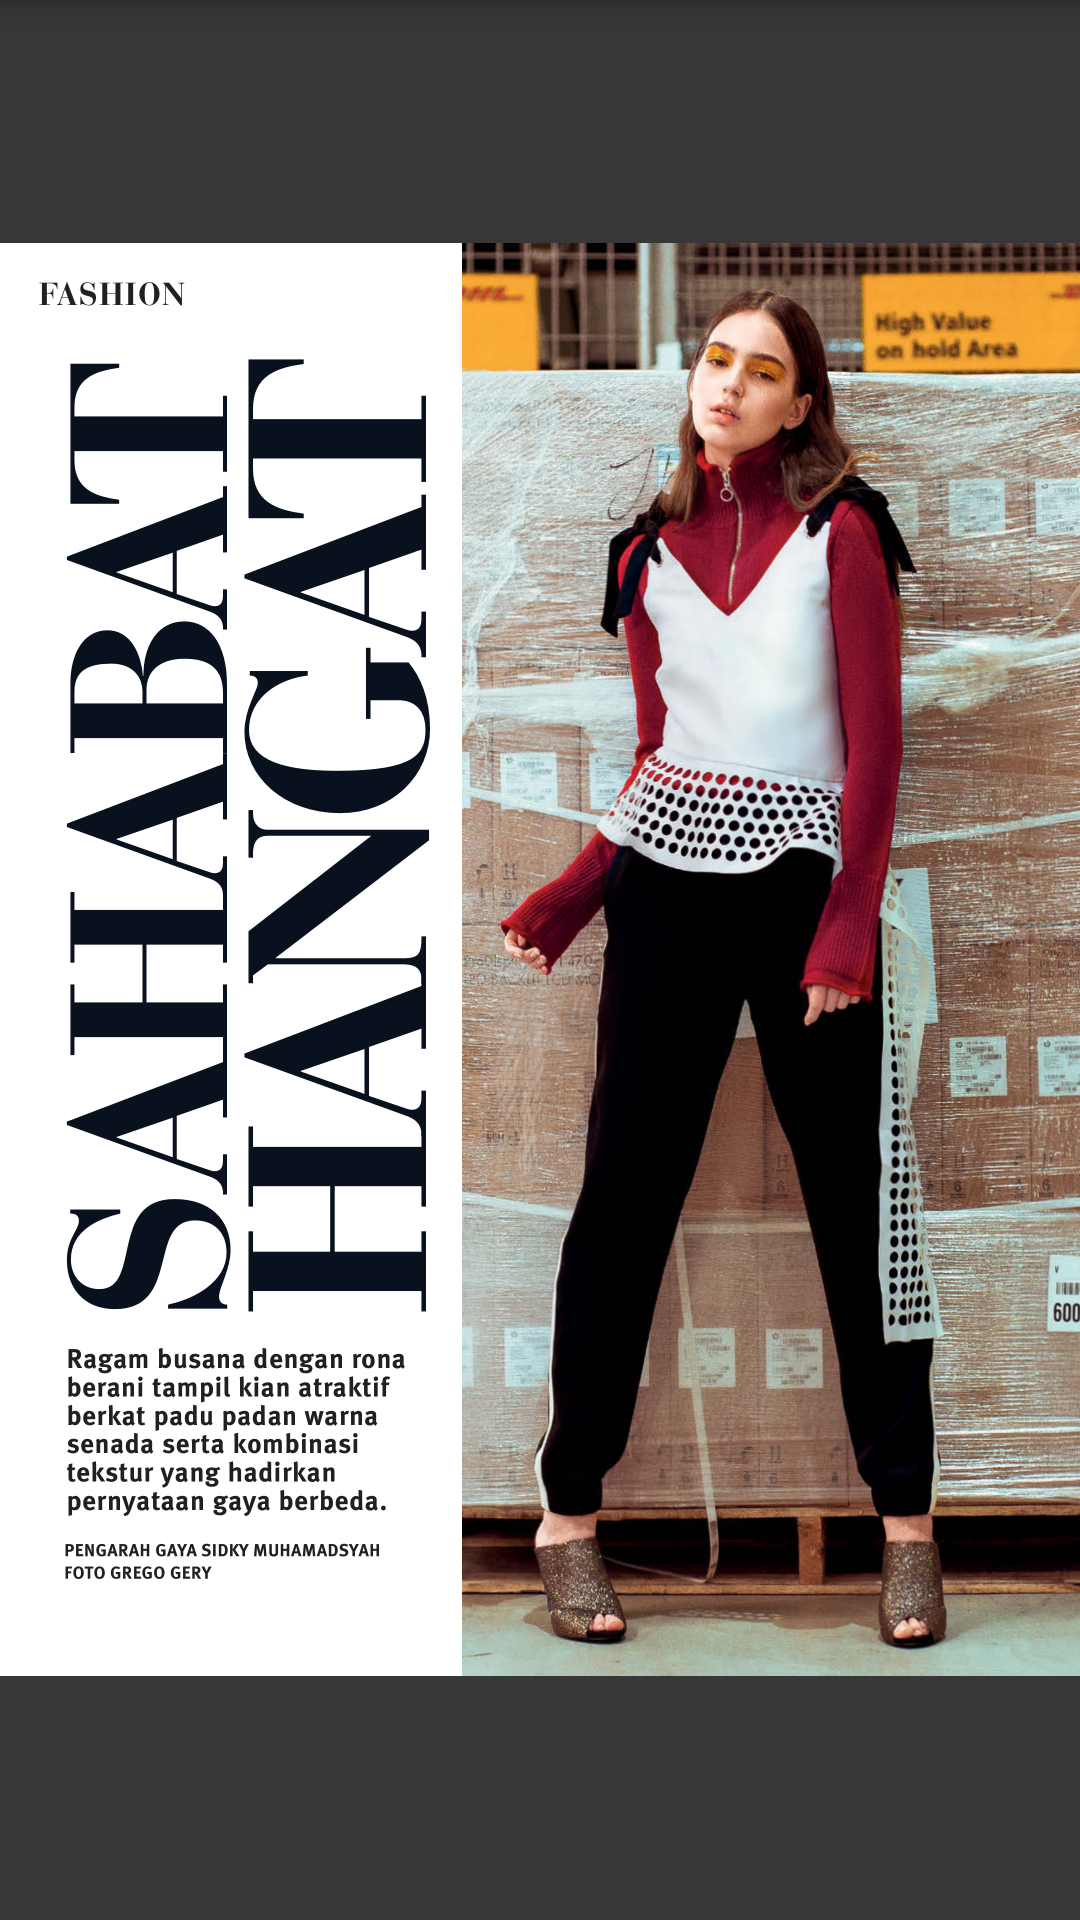 FASHION
SAHABAT
HANGAT
Ragam busana dengan rona
berani tampil kian atraktif
berkat padu padan warna
senada serta kombinasi
tekstur yang hadirkan
pernyataan gaya berbeda.
PENGARAH GAYA SIDKY MUHAMADSYAH
FOTO GREGO GERY
High Value
on hold Area
600